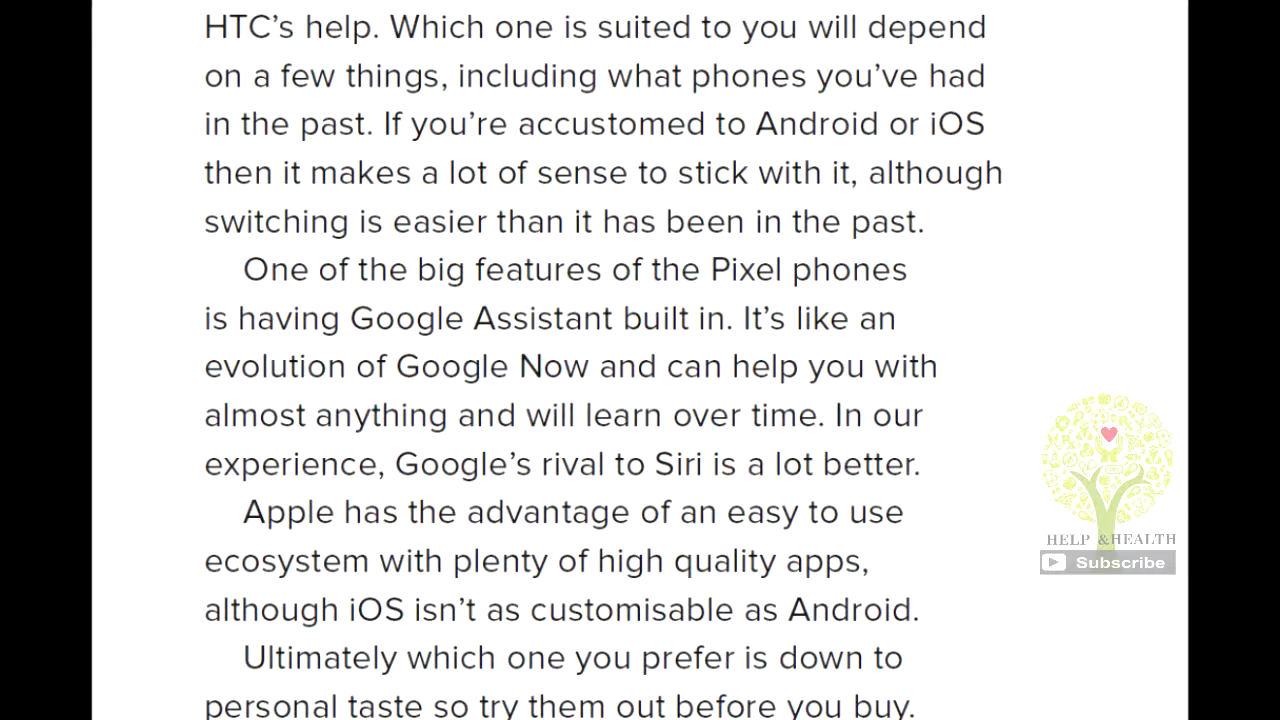 HTC’s help. Which one is suited to you will depend
on a few things, including what phones you’ve had
in the past. If you’re accustomed to Android or iOS
then it makes a lot of sense to stick with it, although
switching is easier than it has been in the past.
One of the big features of the Pixel phones
is having Google Assistant built in. It’s like an
evolution of Google Now and can help you with
almost anything and will learn over time. In our
experience, Google’s rival to Siri is a lot better.
Apple has the advantage of an easy to use
ecosystem with plenty of high quality apps,
although iOS isn’t as customisable as Android.
Ultimately which one you prefer is down to
personal taste so try them out before you buy.
HELP &HEALTH
Subscribe